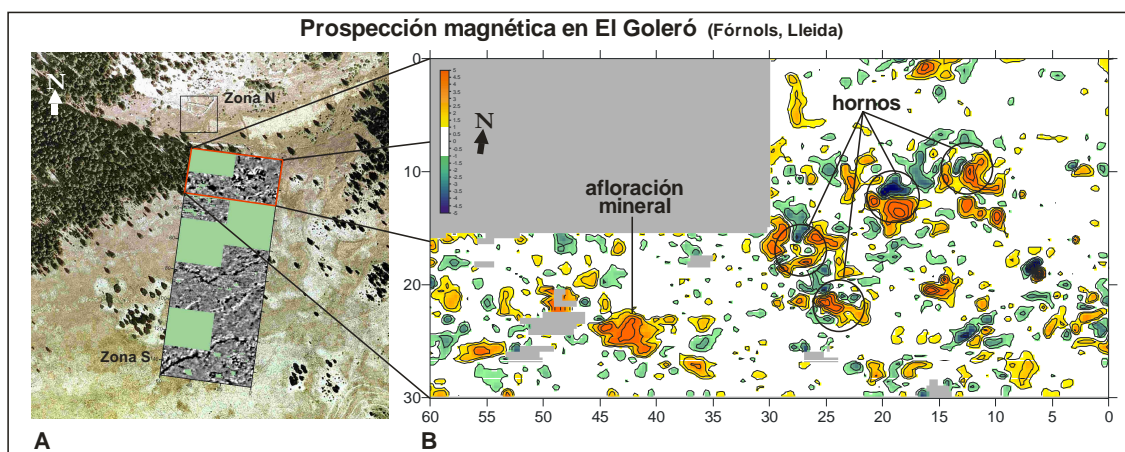 Prospección magnética en El Goleró (Fórnols, Lleida)
N
Zona N
Zona S
A
0
10
20
30
N
hornos
afloración
mineral
B
60 55 50 45 40 35 30 25 20 15 10 5 0